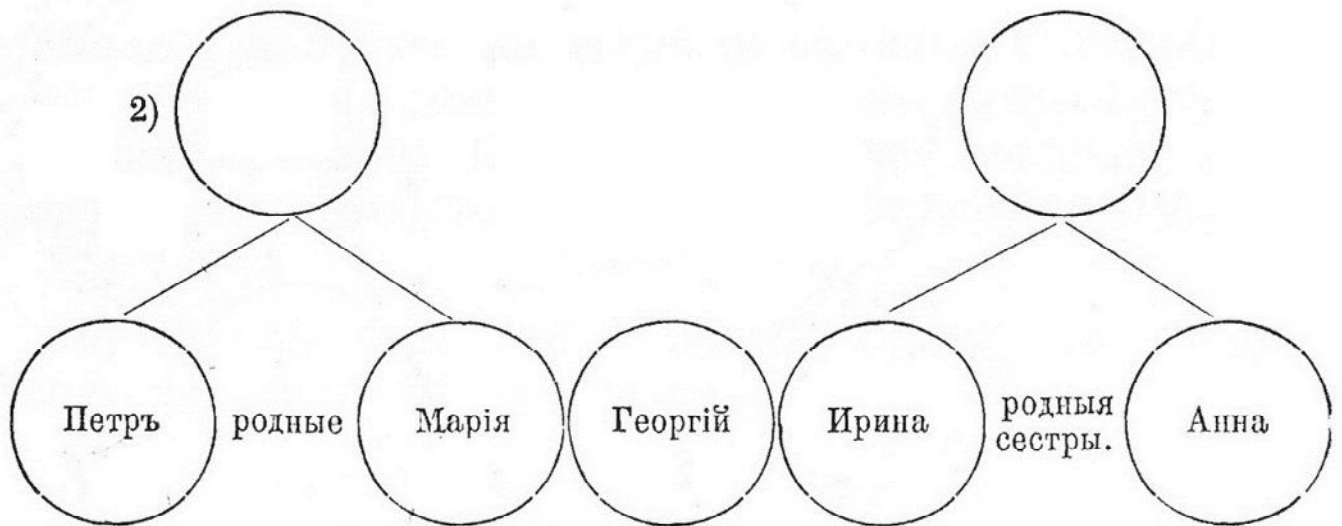 2)
Петръ родные Марія Георгій Ирина родныя сестры. Анна